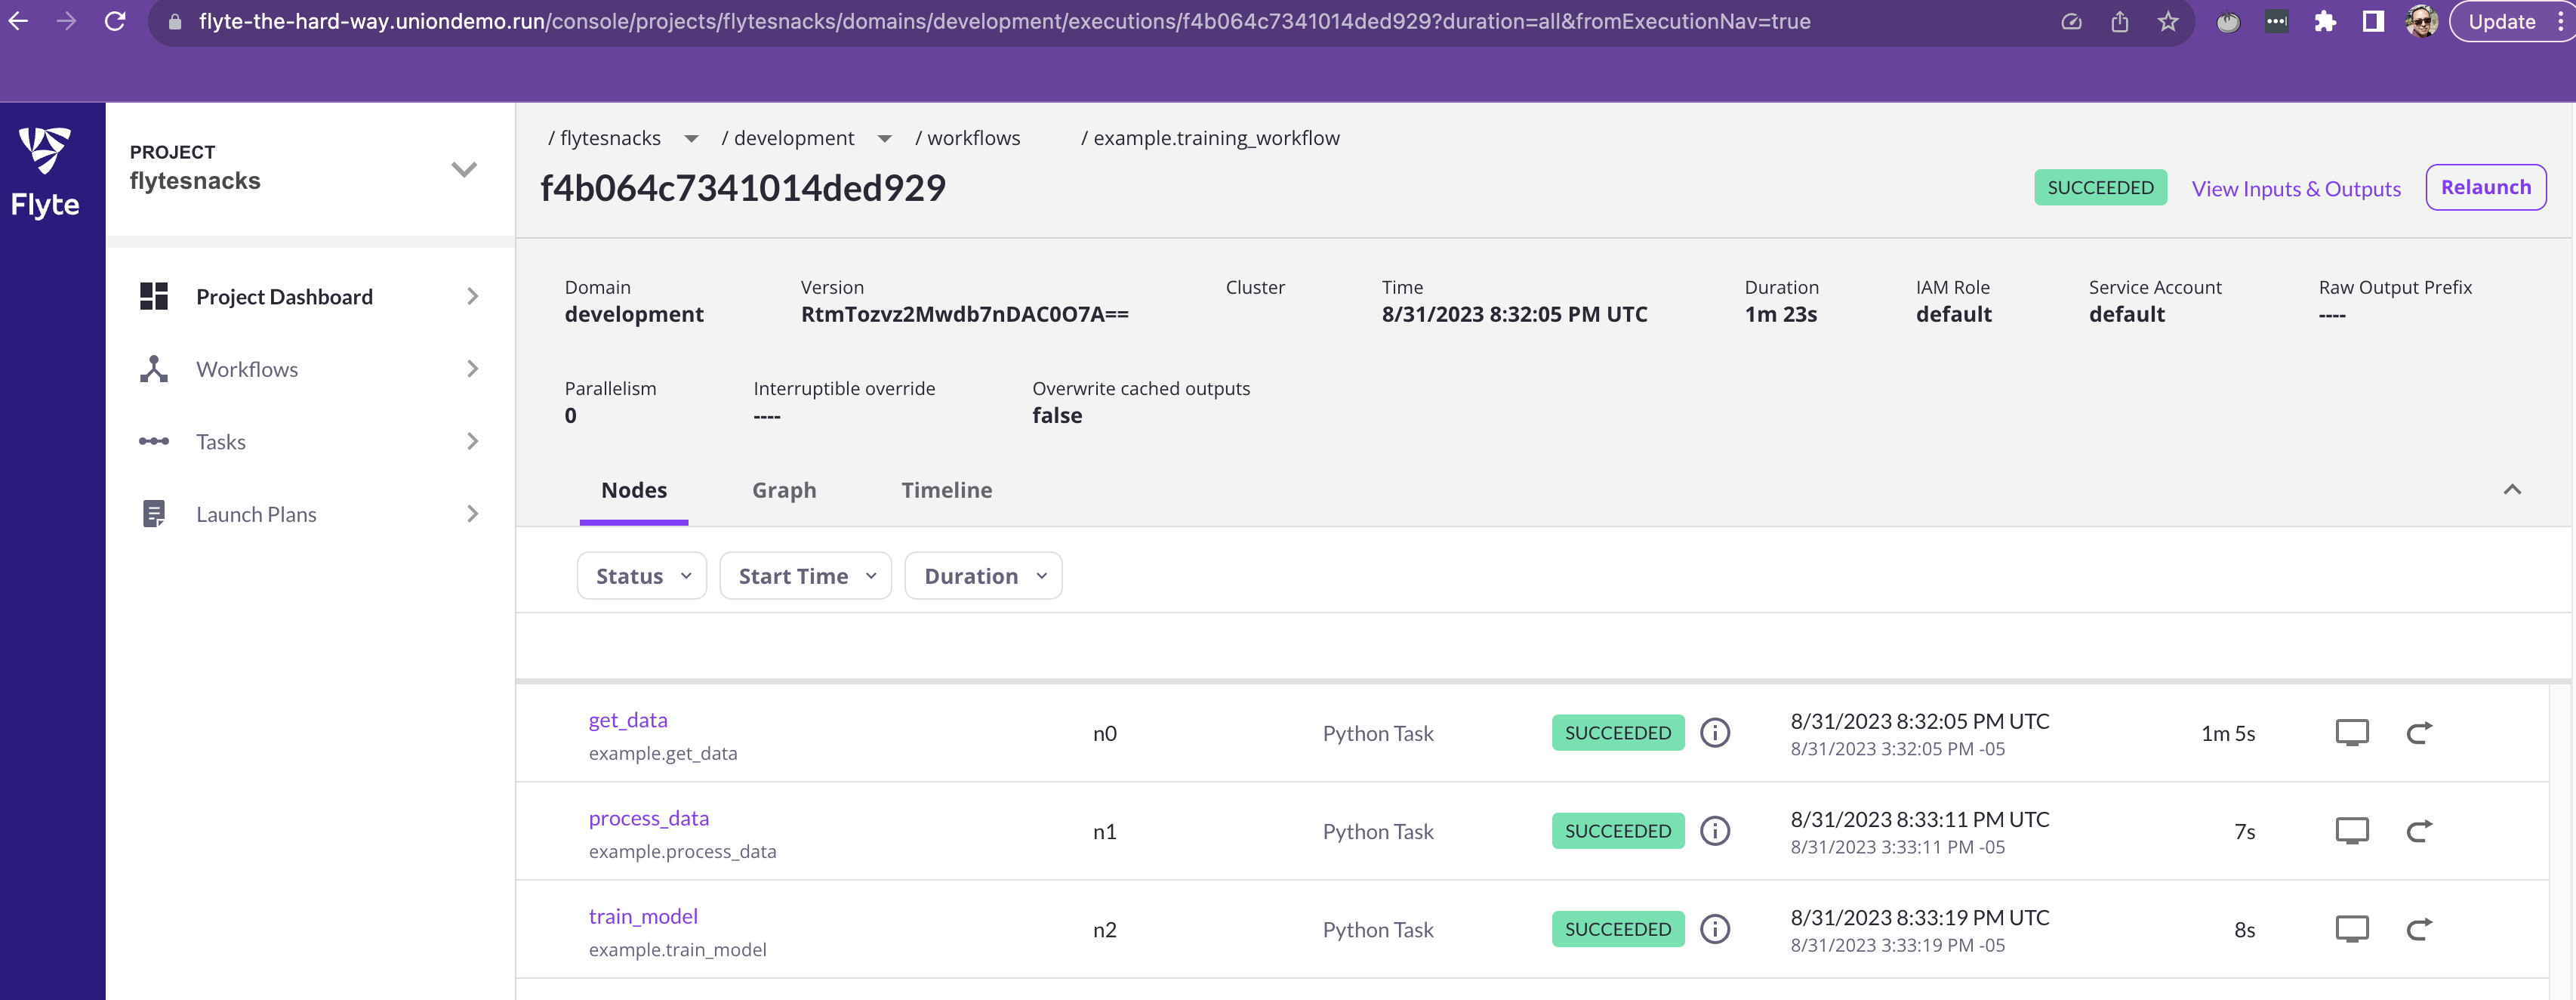 flyte-the-hard-way.uniondemo.run/console/projects/flytesnacks/domains/development/executions/f4b064c7341014ded929?duration=all&fromExecutionNav=true
Update
Flyte
PROJECT
flytesnacks
Project Dashboard
Workflows
Tasks
Launch Plans
/ flytesnacks / development / workflows / example.training_workflow
f4b064c7341014ded929
SUCCEEDED View Inputs & Outputs Relaunch
Domain Version Cluster Time Duration IAM Role Service Account Raw Output Prefix
development RtmTozvz2Mwdb7nDAC0O7A== 8/31/2023 8:32:05 PM UTC 1m 23s default default ----
Parallelism Interruptible override Overwrite cached outputs
0 ---- false
Nodes Graph Timeline
Status Start Time Duration
get_data n0 Python Task SUCCEEDED 8/31/2023 8:32:05 PM UTC 1m 5s
example.get_data 8/31/2023 3:32:05 PM -05
process_data n1 Python Task SUCCEEDED 8/31/2023 8:33:11 PM UTC 7s
example.process_data 8/31/2023 3:33:11 PM -05
train_model n2 Python Task SUCCEEDED 8/31/2023 8:33:19 PM UTC 8s
example.train_model 8/31/2023 3:33:19 PM -05